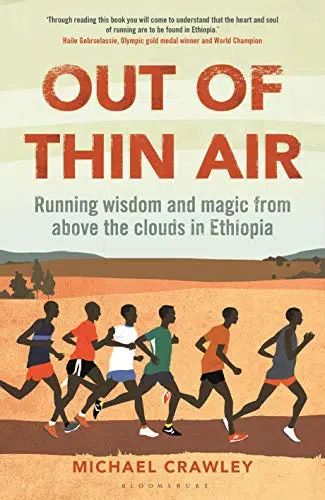 'Through reading this book you will come to understand that the heart and soul
of running are to be found in Ethiopia.'
Haile Gebrselassie, Olympic gold medal winner and World Champion
OUT OF
THIN AIR
Running wisdom and magic from
above the clouds in Ethiopia
MICHAEL CRAWLEY
BLOOMSBURY